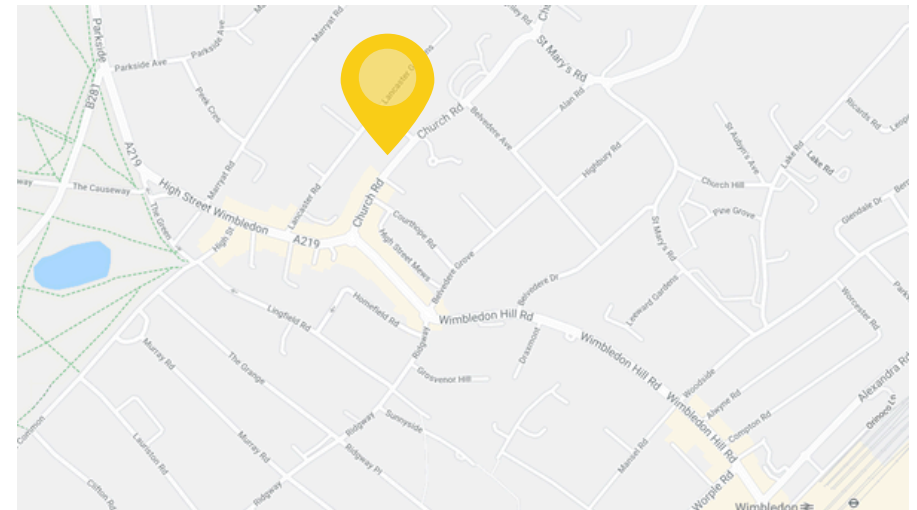 Parkside
Marryat Rd
Parkside Ave
Parkside Ave
St Mary's Rd
B281
Peek Cres
Lancaster
Church Rd
Belvedere Ave
Alan Rd
Ricards Rd
A219
Marryat Rd
Highbury Rd
St Aubyn's Ave
Lake Rd
Lake Rd
way
The Causeway
High Street Wimbledon
Lancaster Rd
Church Rd
Church Hill
The Green
Courthope Rd
Pine Grove
Glendale Dr
High St
A219
High Street Mews
St Mary's Rd
Belvedere Grove
Belvedere Dr
Leeward Gardens
Worcester Rd
Homefield Rd
Lingfield Rd
Wimbledon Hill Rd
Ridgway
Draxmont
Wimbledon Hill Rd
Murray Rd
The Grange
Grosvenor Hill
Woodside
Alexandra Rd
Alwyne Rd
Wimbledon Hill Rd
Orinoco Ln
Common
Lauriston Rd
Murray Rd
Ridgway
Sunnyside
Compton Rd
Mansel Rd
Ridgway Pl
Clifton Rd
Ridgway
Worple Rd
Wimbledon